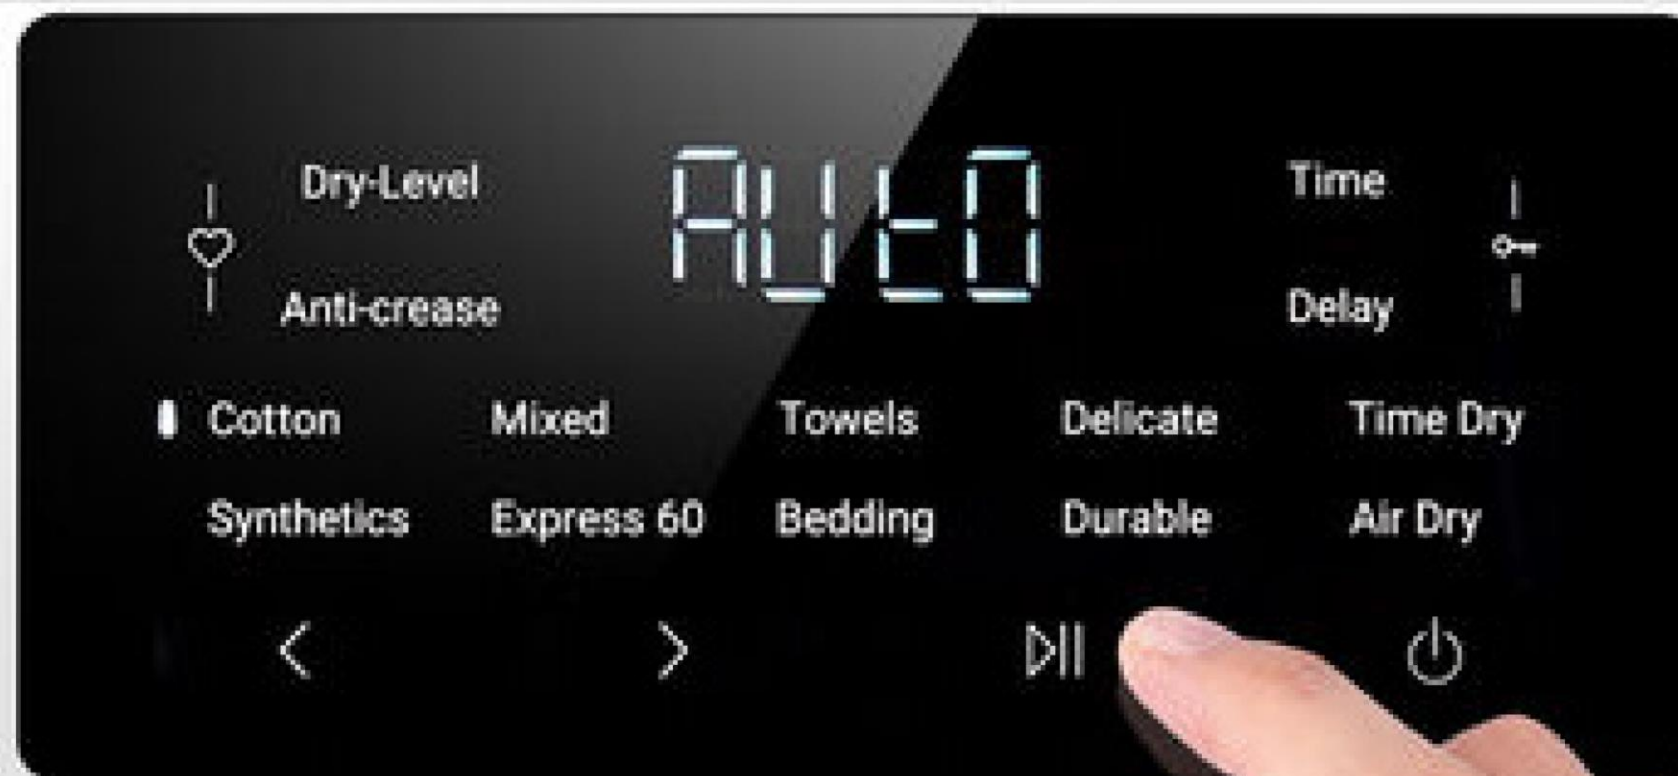 Dry-Level AUtO Time
Anti-crease Delay
Cotton Mixed Towels Delicate Time Dry
Synthetics Express 60 Bedding Durable Air Dry